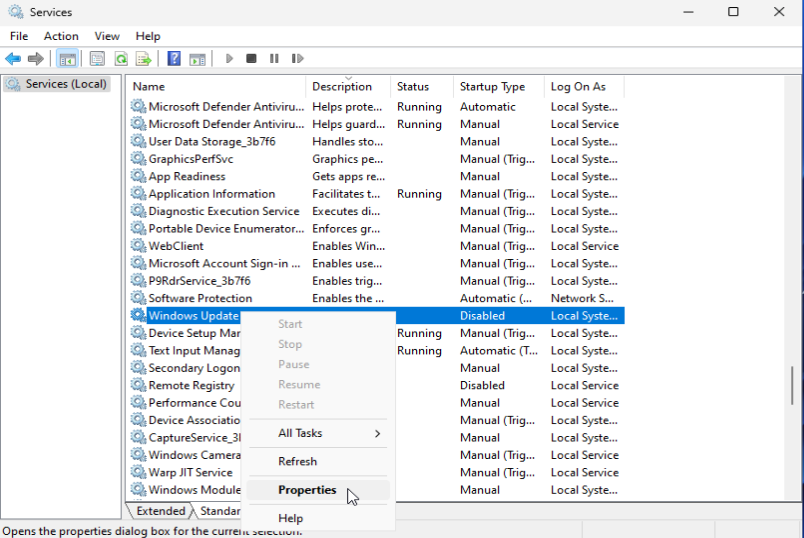 Services
File Action View Help
Services (Local)
Name Description Status Startup Type Log On As
Microsoft Defender Antiviru... Helps prote... Running Automatic Local Syste...
Microsoft Defender Antiviru... Helps guard... Running Manual Local Service
User Data Storage_3b7f6 Handles sto... Manual Local Syste...
GraphicsPerfSvc Graphics pe... Manual (Trig... Local Syste...
App Readiness Gets apps re... Manual Local Syste...
Application Information Facilitates t... Running Manual (Trig... Local Syste...
Diagnostic Execution Service Executes di... Manual (Trig... Local Syste...
Portable Device Enumerator... Enforces gr... Manual (Trig... Local Syste...
WebClient Enables Win... Manual (Trig... Local Service
Microsoft Account Sign-in ... Enables use... Manual (Trig... Local Syste...
P9RdrService_3b7f6 Enables trig... Manual (Trig... Local Syste...
Software Protection Enables the ... Automatic (... Network S...
Windows Update Disabled Local Syste...
Start
Device Setup Mar Running Manual (Trig... Local Syste...
Stop
Text Input Manag Running Automatic (T... Local Syste...
Pause
Secondary Logon Manual Local Syste...
Resume
Remote Registry Disabled Local Service
Restart
Performance Cou Manual Local Service
Device Associatio Manual (Trig... Local Syste...
All Tasks
CaptureService_3 Manual Local Syste...
Windows Camera Manual (Trig... Local Service
Refresh
Warp JIT Service Manual (Trig... Local Service
Windows Module Manual Local Syste...
Properties
Extended Standar
Help
Opens the properties dialog box for the current selection.